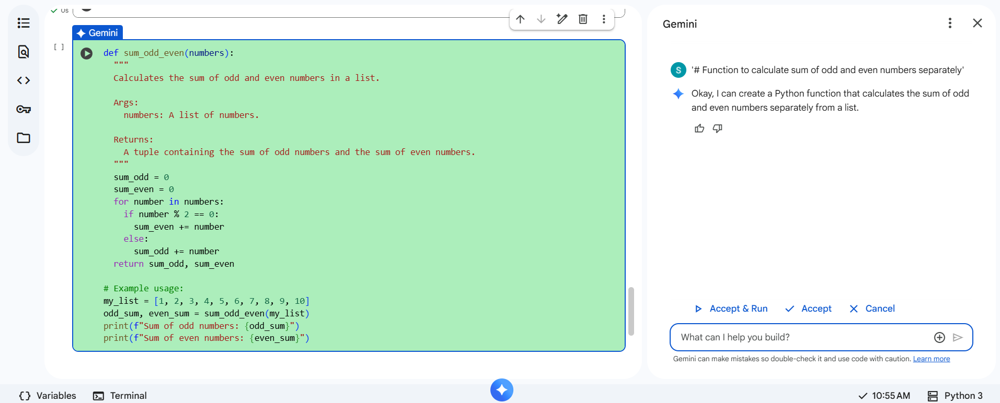 0s
Gemini
[ ]
def sum_odd_even(numbers):
"""
Calculates the sum of odd and even numbers in a list.
Args:
numbers: A list of numbers.
Returns:
A tuple containing the sum of odd numbers and the sum of even numbers.
"""
sum_odd = 0
sum_even = 0
for number in numbers:
if number % 2 == 0:
sum_even += number
else:
sum_odd += number
return sum_odd, sum_even
# Example usage:
my_list = [1, 2, 3, 4, 5, 6, 7, 8, 9, 10]
odd_sum, even_sum = sum_odd_even(my_list)
print(f"Sum of odd numbers: {odd_sum}")
print(f"Sum of even numbers: {even_sum}")
Gemini
S '# Function to calculate sum of odd and even numbers separately'
Okay, I can create a Python function that calculates the sum of odd
and even numbers separately from a list.
Accept & Run Accept Cancel
What can I help you build?
Gemini can make mistakes so double-check it and use code with caution. Learn more
{} Variables Terminal 10:55 AM Python 3